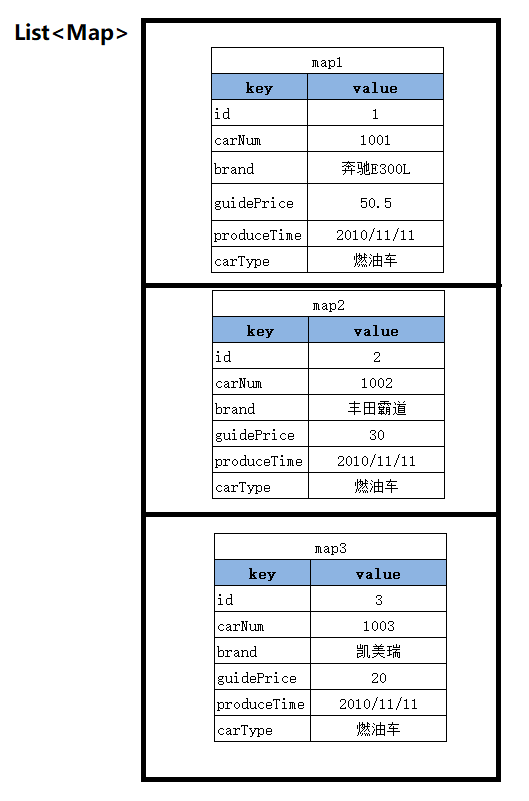 List<Map>
map1
key value
id 1
carNum 1001
brand 奔驰E300L
guidePrice 50.5
produceTime 2010/11/11
carType 燃油车
map2
key value
id 2
carNum 1002
brand 丰田霸道
guidePrice 30
produceTime 2010/11/11
carType 燃油车
map3
key value
id 3
carNum 1003
brand 凯美瑞
guidePrice 20
produceTime 2010/11/11
carType 燃油车